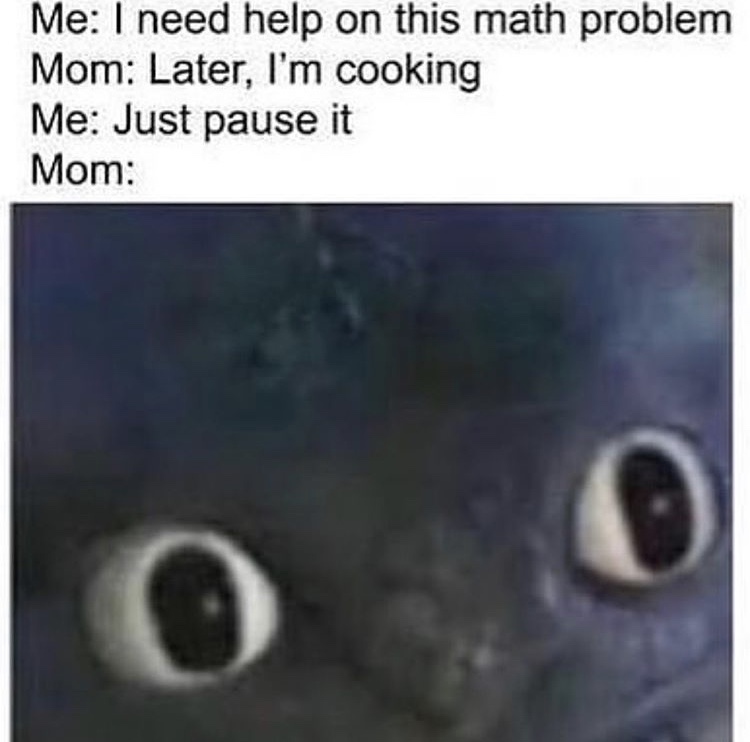 Me: I need help on this math problem
Mom: Later, I'm cooking
Me: Just pause it
Mom: